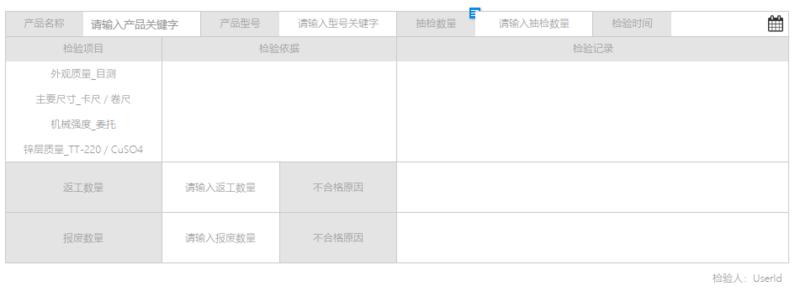 产品名称 请输入产品关键字 产品型号 请输入型号关键字 抽检数量 请输入抽检数量 检验时间
检验项目 检验依据 检验记录
外观质量_目测
主要尺寸_卡尺 / 卷尺
机械强度_委托
锌层质量_TT-220 / CuSO4
返工数量 请输入返工数量 不合格原因
报废数量 请输入报废数量 不合格原因
检验人：UserId